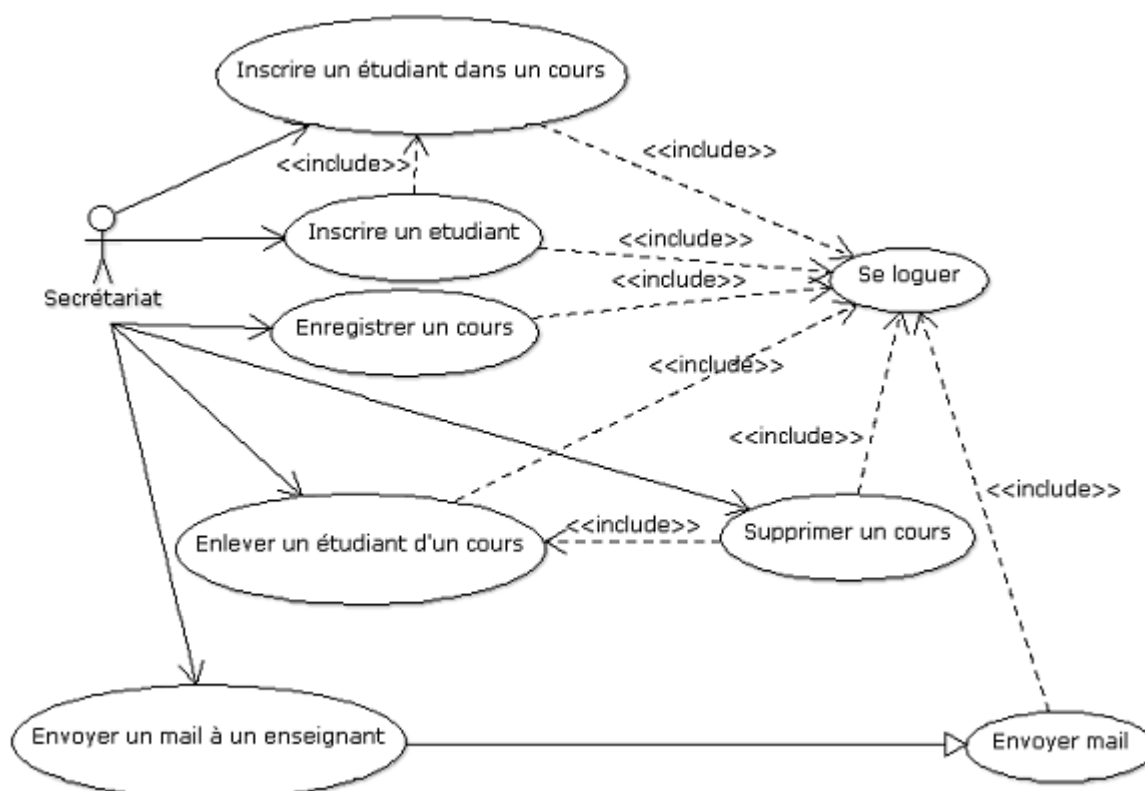 Inscrire un étudiant dans un cours
<<include>>
<<include>>
Inscrire un etudiant
<<include>>
Se loguer
<<include>>
Secrétariat
Enregistrer un cours
<<include>>
<<include>>
<<include>>
<<include>>
Enlever un étudiant d'un cours
Supprimer un cours
Envoyer un mail à un enseignant
Envoyer mail